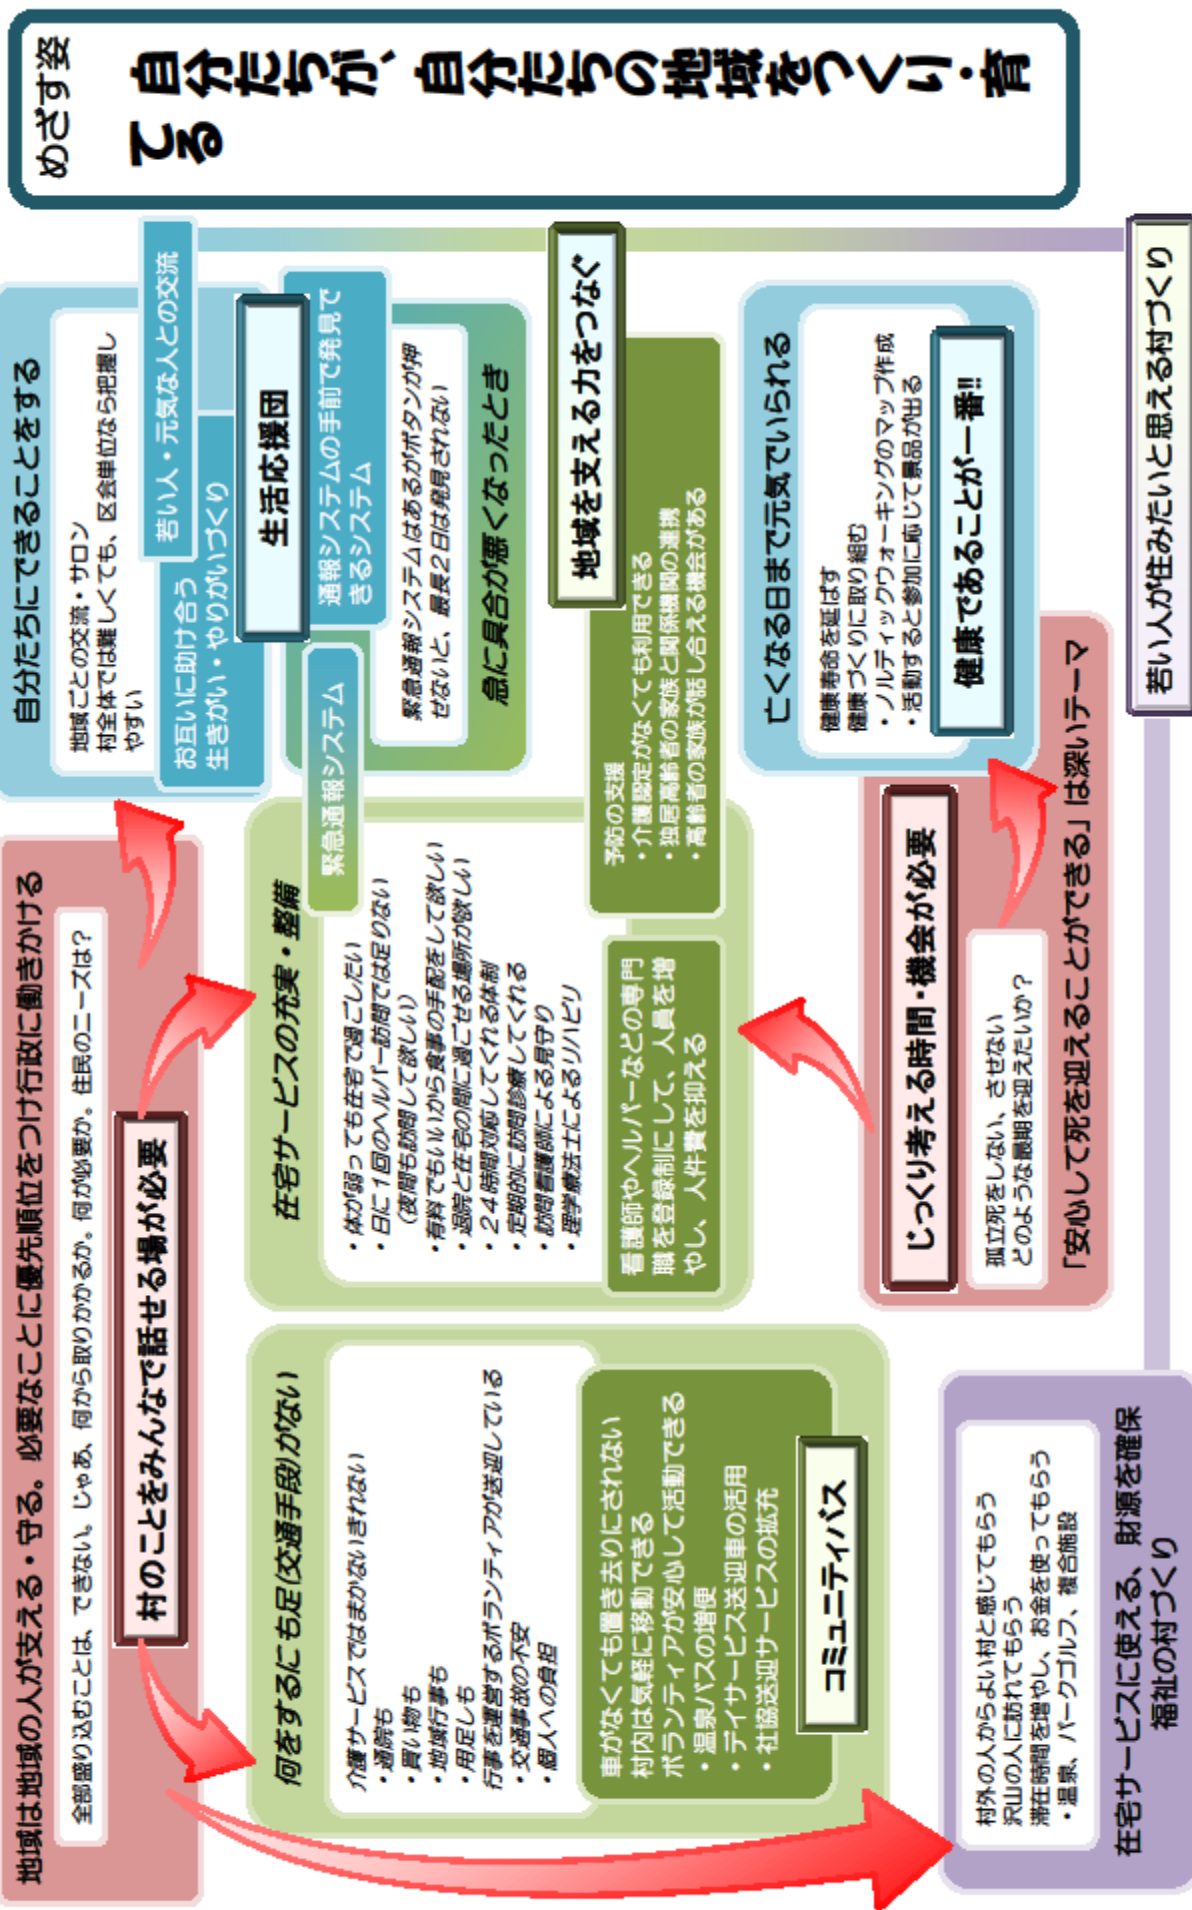 めざす姿
自分たちが、自分たちの地域をつくり・育
てる
地域は地域の人が支える・守る。必要なことに優先順位をつけ行政に働きかける
全部盛り込むことは、できない。じゃあ、何から取りかかるか。何が必要か。住民のニーズは？
村のことをみんなで話せる場が必要
自分たちにできることをする
地域ごとの交流・サロン
村全体では難しくても、区会単位なら把握し
やすい
若い人・元気な人との交流
お互いに助け合う
生きがい・やりがいづくり
生活応援団
何をするにも足(交通手段)がない
介護サービスではまかないきれない
・通院も
・買い物も
・地域行事も
・用足しも
行事を運営するボランティアが送迎している
・交通事故の不安
・個人への負担
車がなくても置き去りにされない
村内は気軽に移動できる
ボランティアが安心して活動できる
・温泉バスの増便
・デイサービス送迎車の活用
・社協送迎サービスの拡充
コミュニティバス
在宅サービスの充実・整備
・体が弱っても在宅で過ごしたい
・日に１回のヘルパー訪問では足りない
（夜間も訪問して欲しい）
・有料でもいいから食事の手配をして欲しい
・退院と在宅の間に過ごせる場所が欲しい
・２４時間対応してくれる体制
・定期的に訪問診療してくれる
・訪問看護師による見守り
・理学療法士によるリハビリ
看護師やヘルパーなどの専門
職を登録制にして、人員を増
やし、人件費を抑える
緊急通報システム
通報システムの手前で発見で
きるシステム
緊急通報システムはあるがボタンが押
せないと、最長２日は発見されない
急に具合が悪くなったとき
地域を支える力をつなぐ
予防の支援
・介護認定がなくても利用できる
・独居高齢者の家族と関係機関の連携
・高齢者の家族が話し合える機会がある
じっくり考える時間・機会が必要
孤立死をしない、させない
どのような最期を迎えたいか？
「安心して死を迎えることができる」は深いテーマ
亡くなる日まで元気でいられる
健康寿命を延ばす
健康づくりに取り組む
・ノルディックウォーキングのマップ作成
・活動すると参加に応じて景品が出る
健康であることが一番!!
村外の人からよい村と感じてもらう
沢山の人に訪れてもらう
滞在時間を増やし、お金を使ってもらう
・温泉、パークゴルフ、複合施設
在宅サービスに使える、財源を確保
福祉の村づくり
若い人が住みたいと思える村づくり